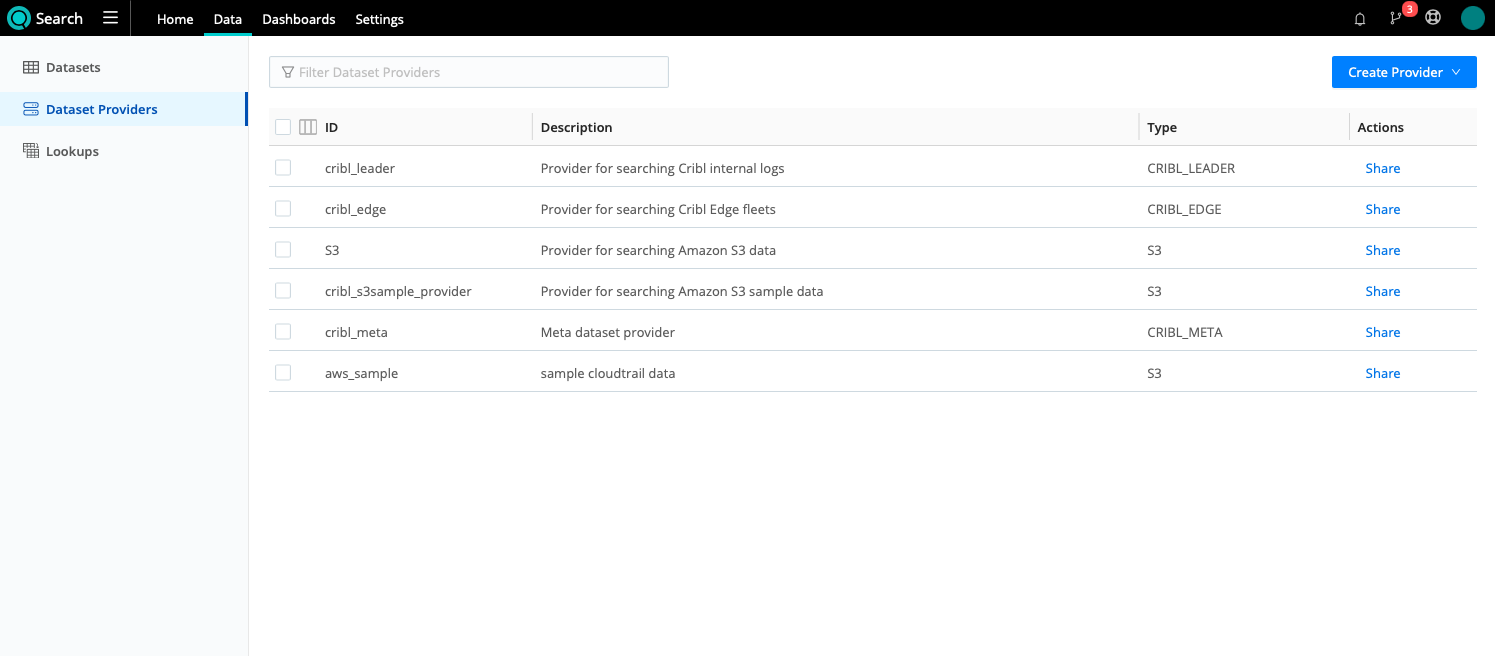 Search Home Data Dashboards Settings 3
Datasets
Dataset Providers
Lookups
Filter Dataset Providers Create Provider
ID Description Type Actions
cribl_leader Provider for searching Cribl internal logs CRIBL_LEADER Share
cribl_edge Provider for searching Cribl Edge fleets CRIBL_EDGE Share
S3 Provider for searching Amazon S3 data S3 Share
cribl_s3sample_provider Provider for searching Amazon S3 sample data S3 Share
cribl_meta Meta dataset provider CRIBL_META Share
aws_sample sample cloudtrail data S3 Share